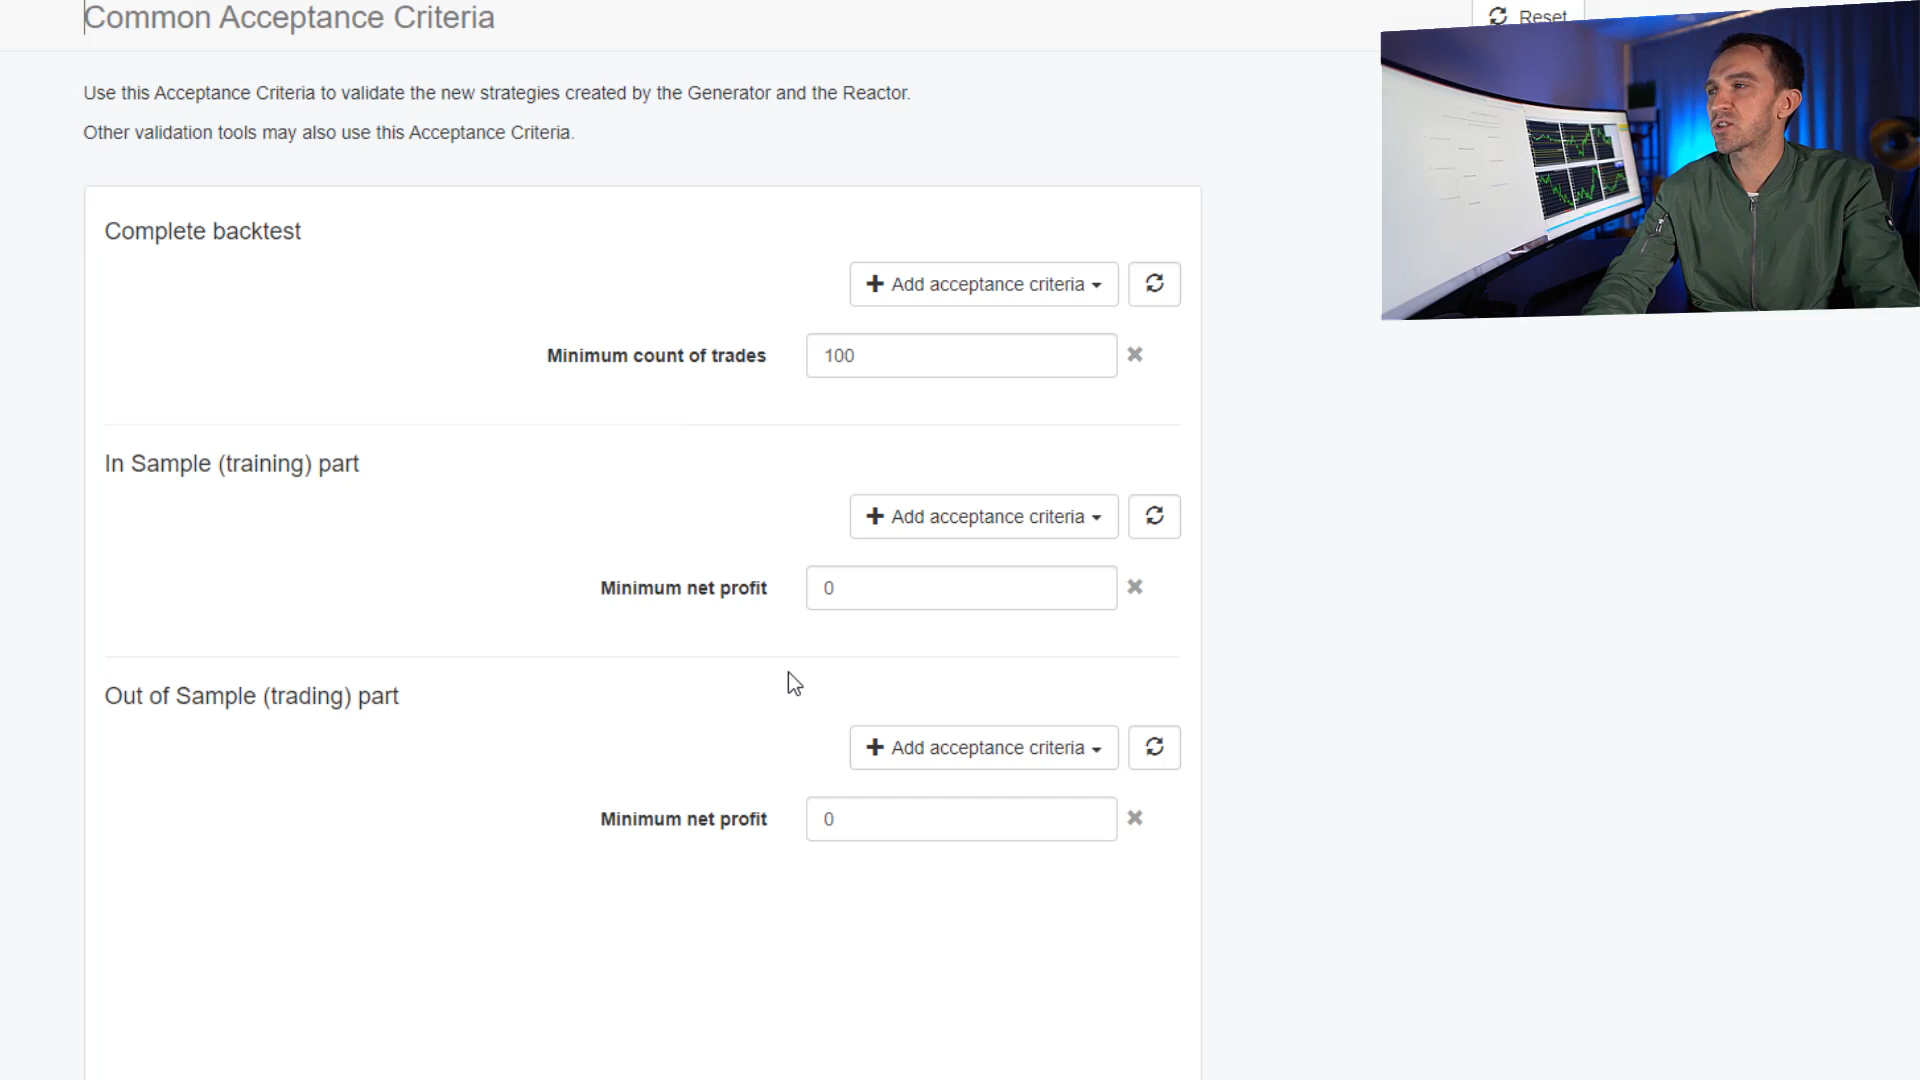 Common Acceptance Criteria
Reset
Use this Acceptance Criteria to validate the new strategies created by the Generator and the Reactor.
Other validation tools may also use this Acceptance Criteria.
Complete backtest
Add acceptance criteria
Minimum count of trades 100
In Sample (training) part
Add acceptance criteria
Minimum net profit 0
Out of Sample (trading) part
Add acceptance criteria
Minimum net profit 0